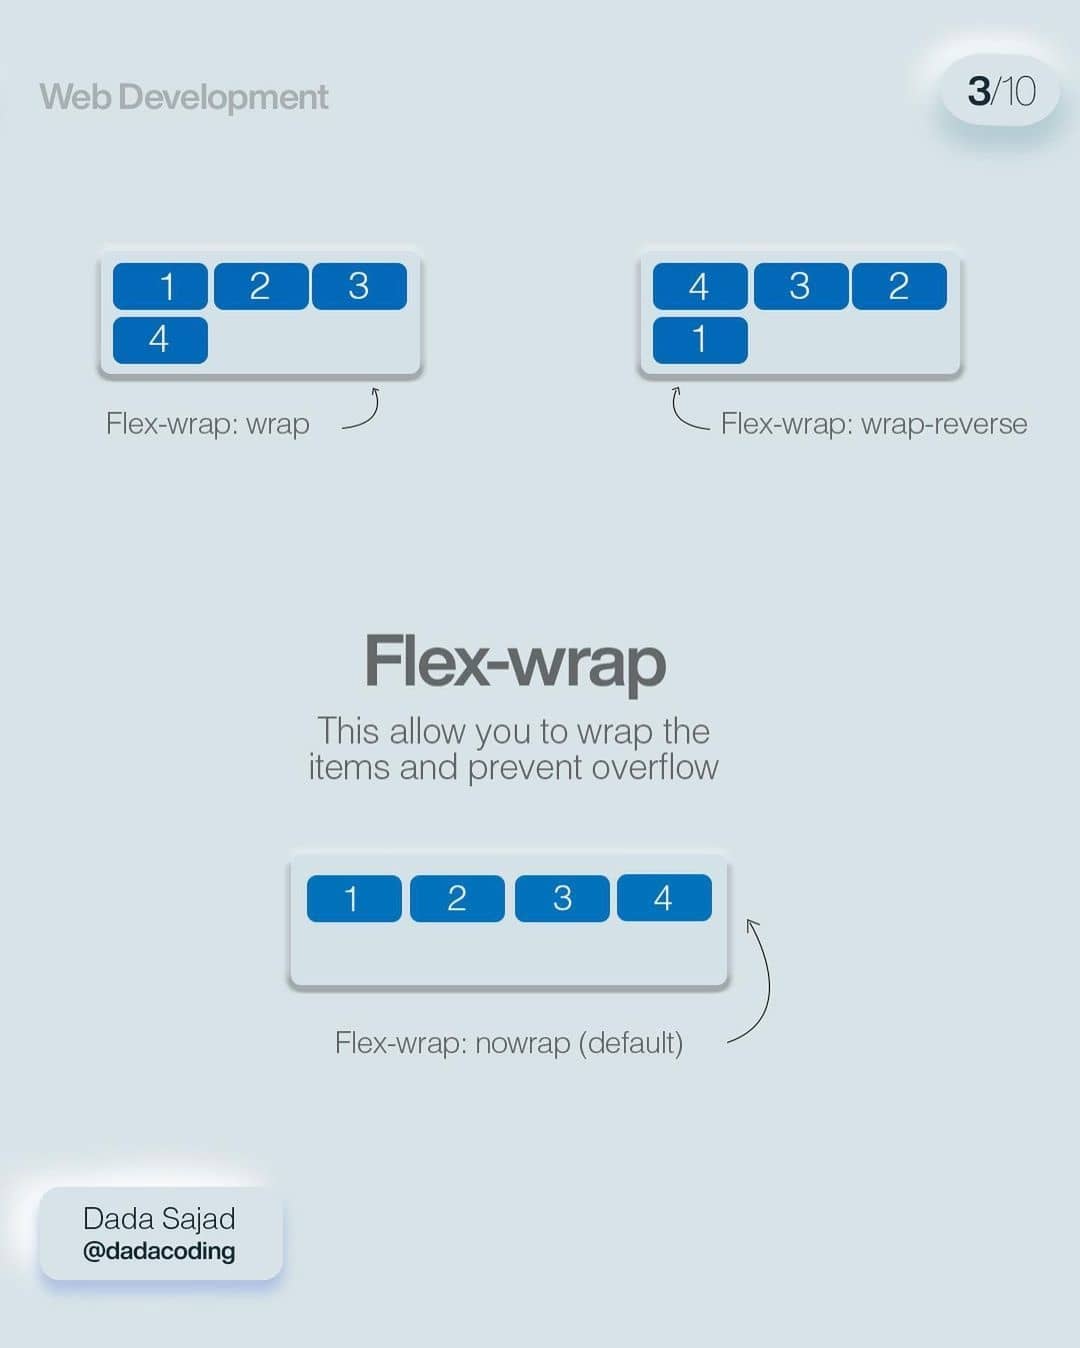 Web Development
3/10
1 2 3
4
4 3 2
1
Flex-wrap: wrap
Flex-wrap: wrap-reverse
Flex-wrap
This allow you to wrap the
items and prevent overflow
1 2 3 4
Flex-wrap: nowrap (default)
Dada Sajad
@dadacoding